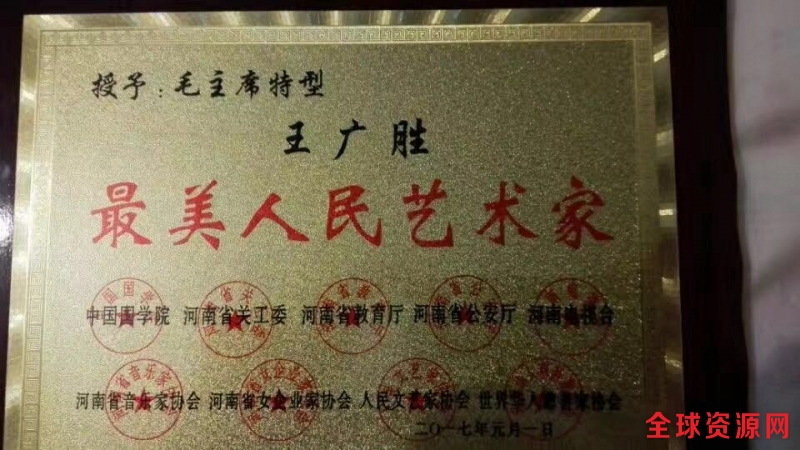 授予：毛主席特型
王广胜
最美人民艺术家
中国国学院 河南省关工委 河南省教育厅 河南省公安厅 河南电视台
河南省音乐家协会 河南省女企业家协会 人民文艺家协会 世界华人慈善家协会
二〇一七年元月一日
全球资源网